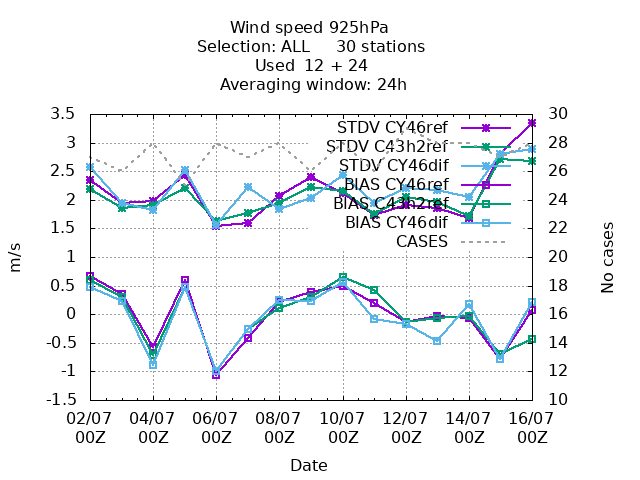 Wind speed 925hPa
Selection: ALL 30 stations
Used 12 + 24
Averaging window: 24h
3.5
3
2.5
2
1.5
1
0.5
0
-0.5
-1
-1.5
m/s
30
28
26
24
22
20
18
16
14
12
10
No cases
STDV CY46ref
STDV C43h2ref
STDV CY46dif
BIAS CY46ref
BIAS C43h2ref
BIAS CY46dif
CASES
02/07 04/07 06/07 08/07 10/07 12/07 14/07 16/07
00Z 00Z 00Z 00Z 00Z 00Z 00Z 00Z
Date